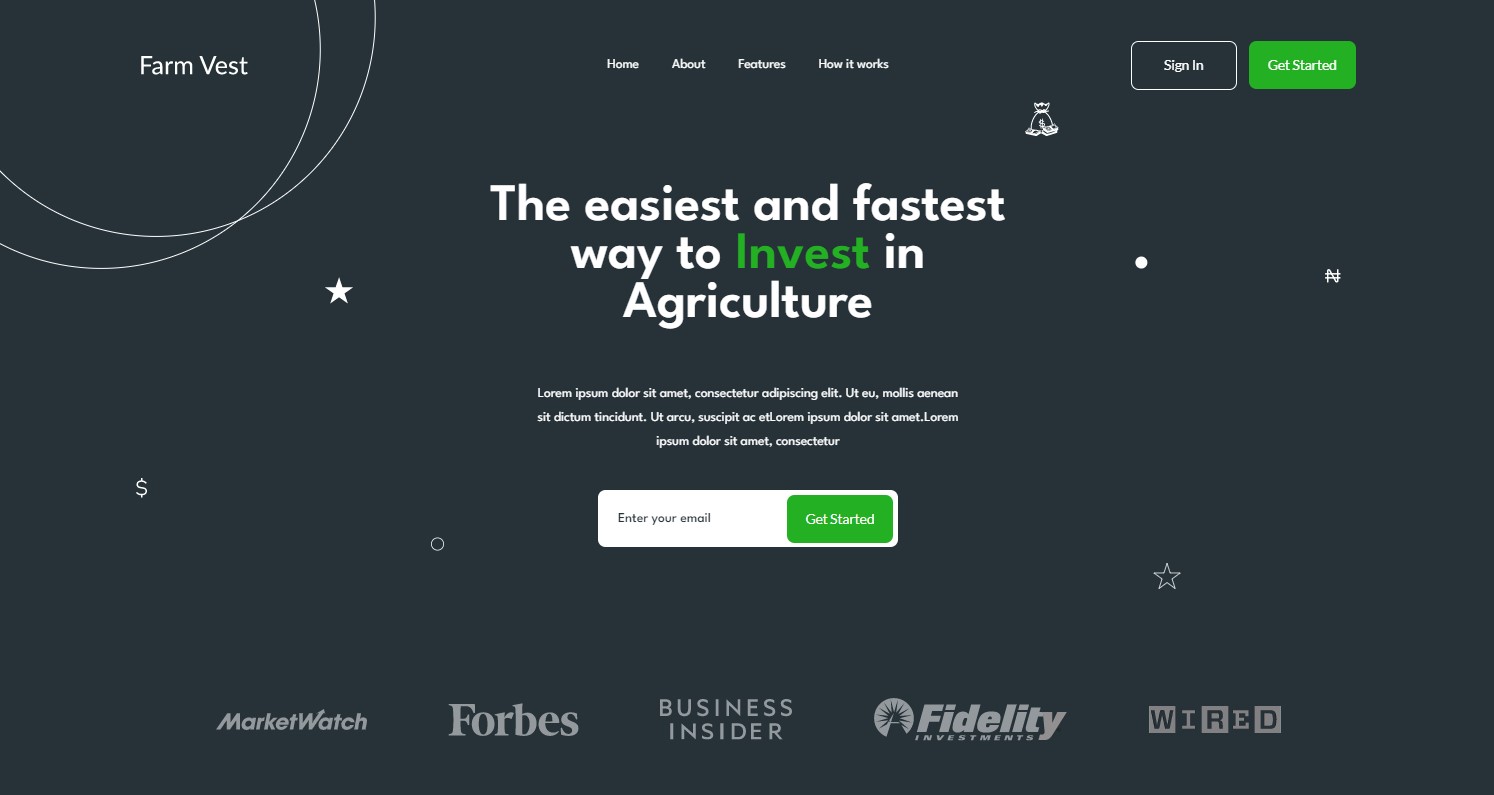 Farm Vest
Home About Features How it works
Sign In
Get Started
The easiest and fastest
way to Invest in
Agriculture
₦
Lorem ipsum dolor sit amet, consectetur adipiscing elit. Ut eu, mollis aenean
sit dictum tincidunt. Ut arcu, suscipit ac etLorem ipsum dolor sit amet.Lorem
ipsum dolor sit amet, consectetur
$
Enter your email
Get Started
MarketWatch
Forbes
BUSINESS
INSIDER
Fidelity
INVESTMENTS
WIRED